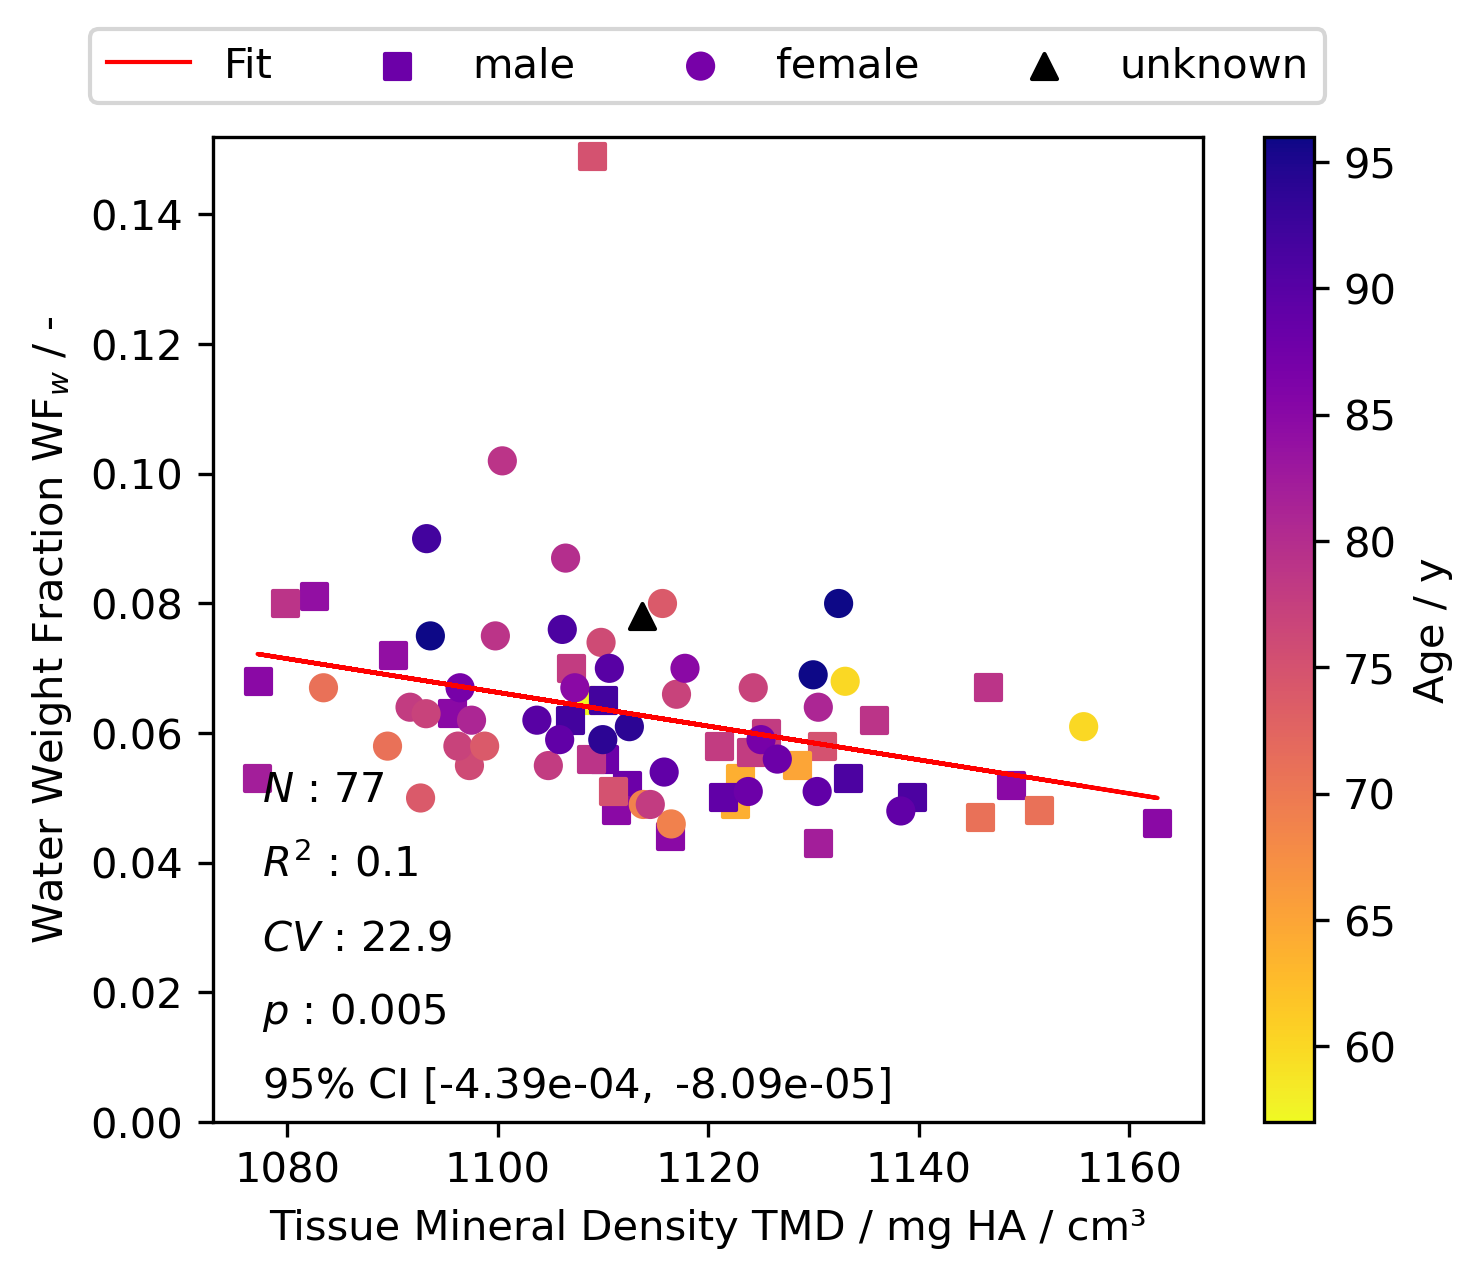 Fit male female unknown
0.14
0.12
0.10
0.08
0.06
0.04
0.02
0.00
Water Weight Fraction WF_w / -
N : 77
R² : 0.1
CV : 22.9
p : 0.005
95% CI [-4.39e-04, -8.09e-05]
1080 1100 1120 1140 1160
Tissue Mineral Density TMD / mg HA / cm³
95
90
85
80
75
70
65
60
Age / y